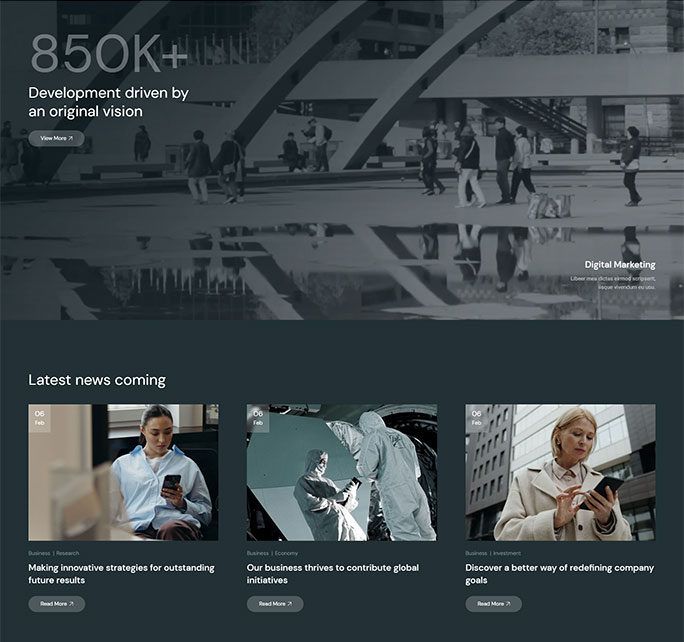 850K+
Development driven by
an original vision
View More ↗
Digital Marketing
Libeer mea dictas eirmod scripserit,
iisque vivendum eu usu.
Latest news coming
06
Feb
Business | Research
Making innovative strategies for outstanding
future results
Read More ↗
06
Feb
Business | Economy
Our business thrives to contribute global
initiatives
Read More ↗
06
Feb
Business | Investment
Discover a better way of redefining company
goals
Read More ↗